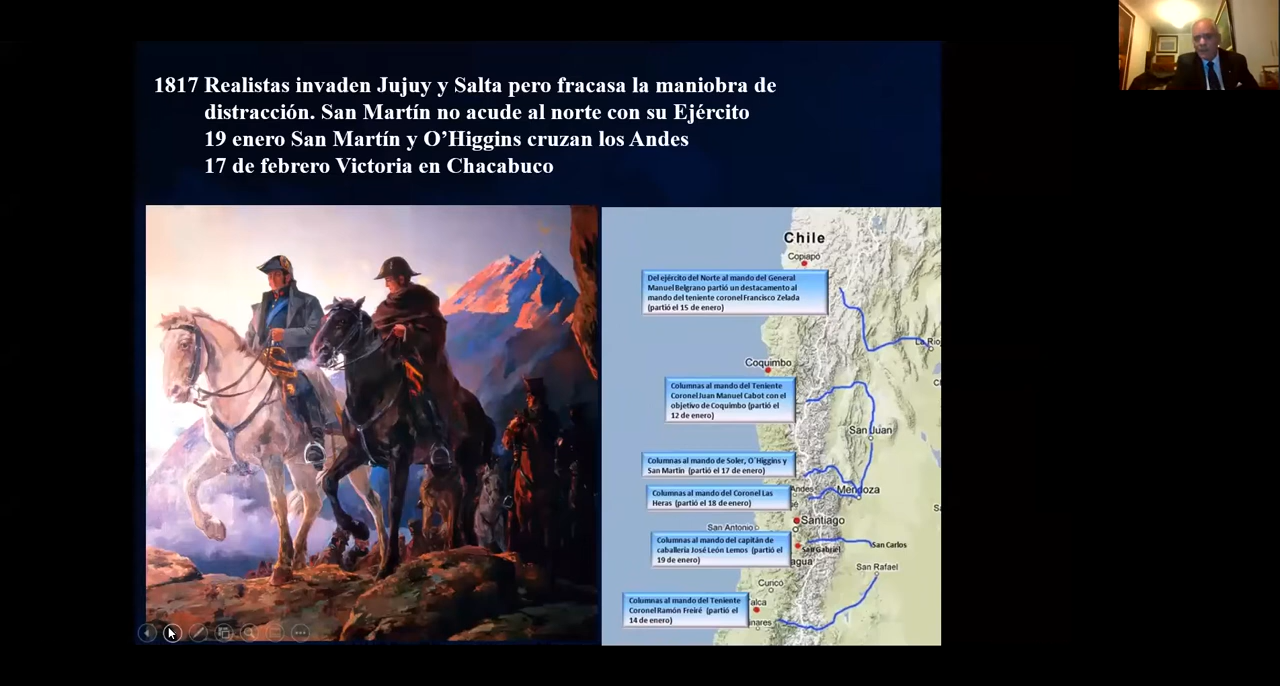 1817 Realistas invaden Jujuy y Salta pero fracasa la maniobra de
distracción. San Martín no acude al norte con su Ejército
19 enero San Martín y O’Higgins cruzan los Andes
17 de febrero Victoria en Chacabuco
Chile
Copiapó
Del ejército del Norte al mando del General
Manuel Belgrano partió un destacamento al
mando del teniente coronel Francisco Zelada
(partió el 15 de enero)
La Rio
Coquimbo
Columnas al mando del Teniente
Coronel Juan Manuel Cabot con el
objetivo de Coquimbo (partió el
12 de enero)
San Juan
Columnas al mando de Soler, O´Higgins y
San Martin (partió el 17 de enero)
Andes
Mendoza
Columnas al mando del Coronel Las
Heras (partió el 18 de enero)
Santiago
San Antonio
Columnas al mando del capitán de
caballería José León Lemos (partió el
19 de enero)
San Gabriel
San Carlos
agua
San Rafael
Curicó
Columnas al mando del Teniente
Coronel Ramón Freiré (partió el
14 de enero)
alca
nares